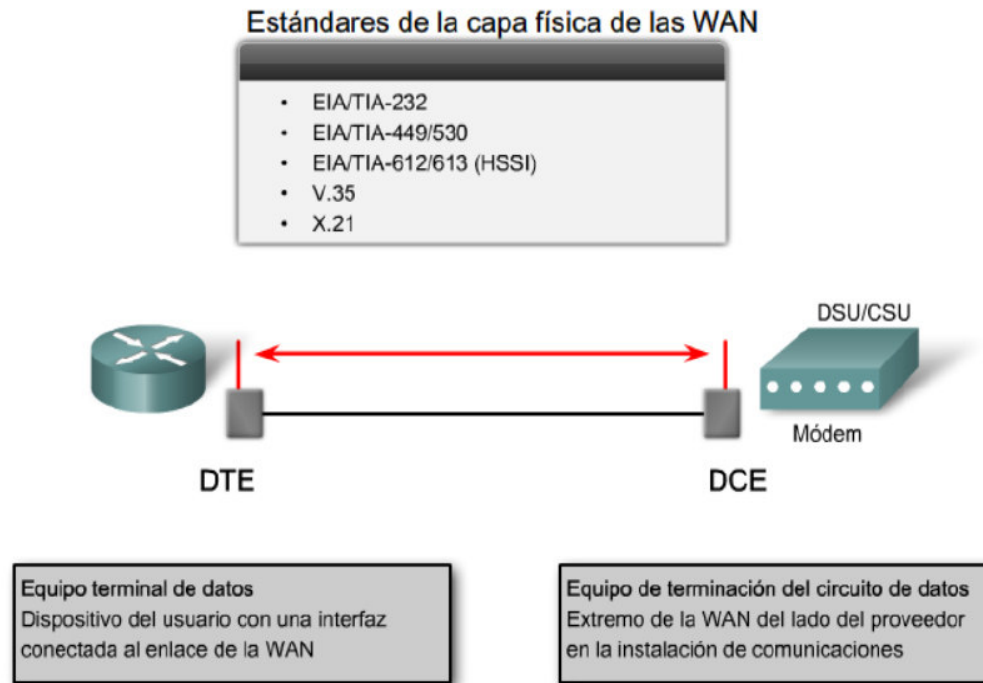 Estándares de la capa física de las WAN
• EIA/TIA-232
• EIA/TIA-449/530
• EIA/TIA-612/613 (HSSI)
• V.35
• X.21
DSU/CSU
Módem
DTE
DCE
Equipo terminal de datos
Dispositivo del usuario con una interfaz
conectada al enlace de la WAN
Equipo de terminación del circuito de datos
Extremo de la WAN del lado del proveedor
en la instalación de comunicaciones